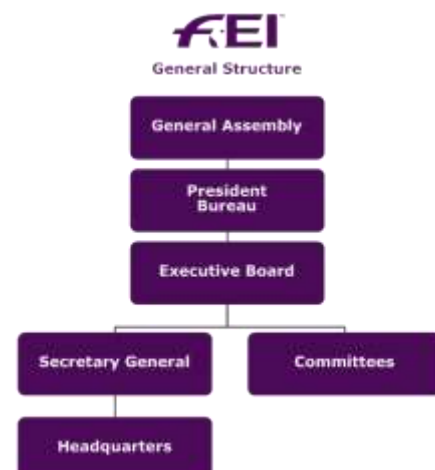 FEI
General Structure
General Assembly
President
Bureau
Executive Board
Secretary General
Committees
Headquarters